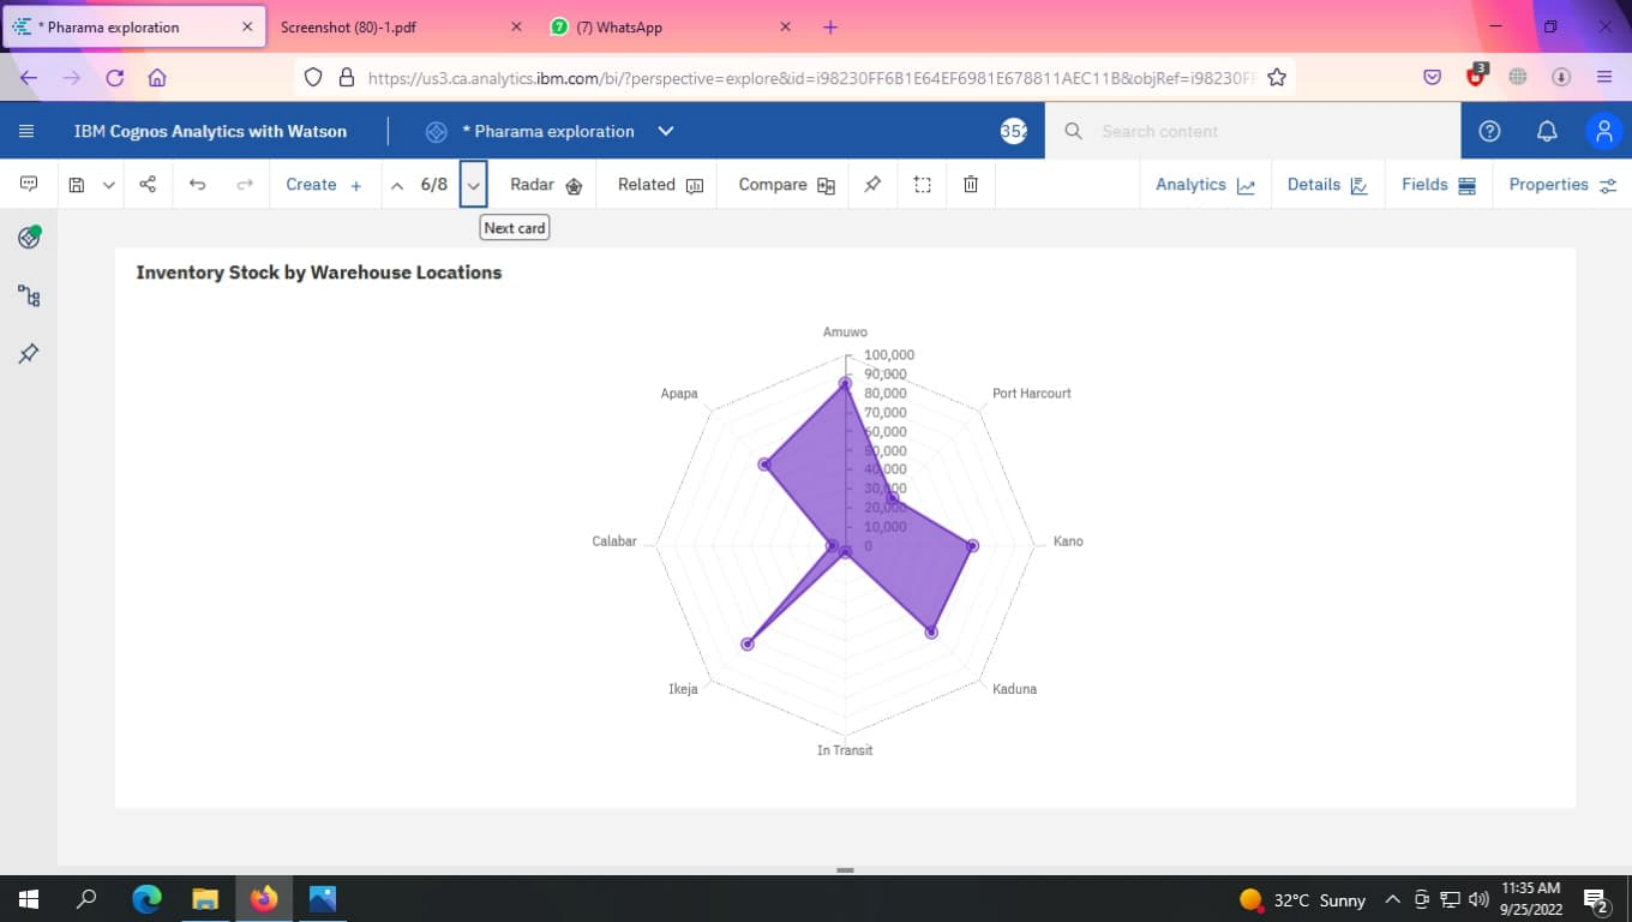 * Pharama exploration
Screenshot (80)-1.pdf
7 (7) WhatsApp
https://us3.ca.analytics.ibm.com/bi/?perspective=explore&id=i98230FF6B1E64EF6981E678811AEC11B&objRef=i98230F
3
IBM Cognos Analytics with Watson
* Pharama exploration
352
Search content
Create +
6/8
Radar
Related
Compare
Analytics
Details
Fields
Properties
Next card
Inventory Stock by Warehouse Locations
Amuwo
100,000
90,000
80,000
70,000
60,000
50,000
40,000
30,000
20,000
10,000
0
Apapa
Port Harcourt
Calabar
Kano
Ikeja
Kaduna
In Transit
32°C Sunny
11:35 AM
9/25/2022
2